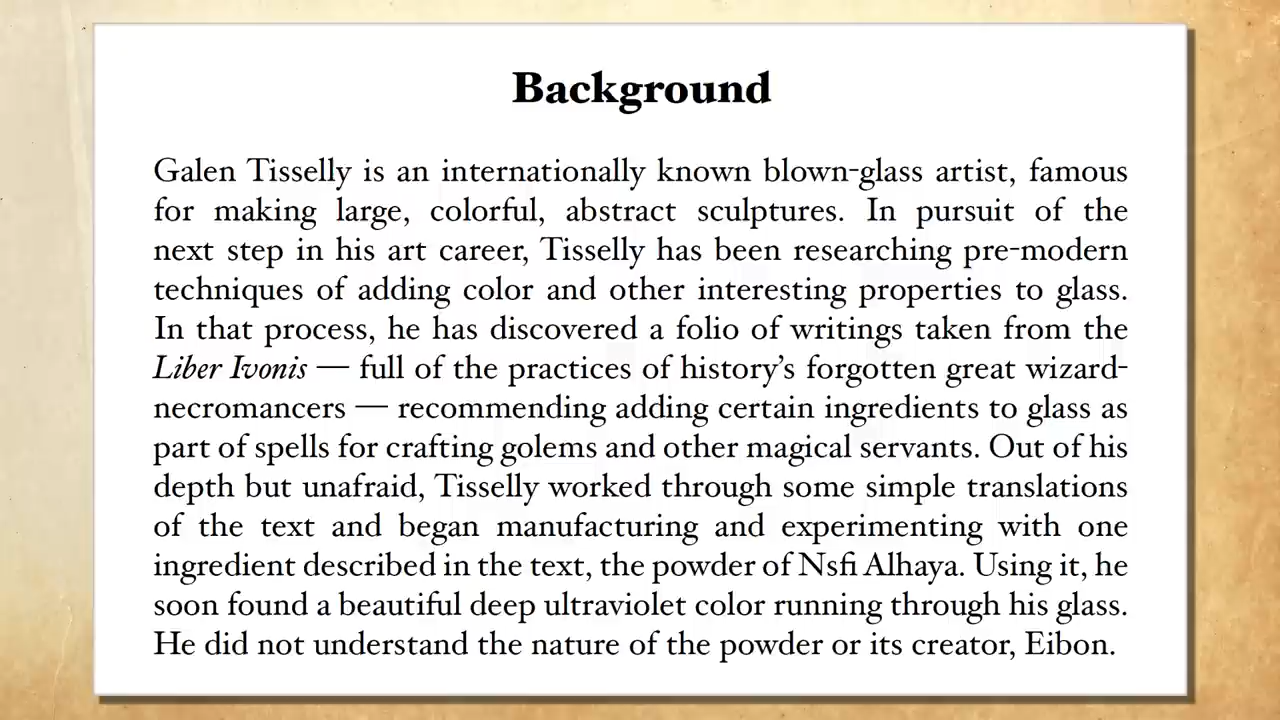 Background
Galen Tisselly is an internationally known blown-glass artist, famous
for making large, colorful, abstract sculptures. In pursuit of the
next step in his art career, Tisselly has been researching pre-modern
techniques of adding color and other interesting properties to glass.
In that process, he has discovered a folio of writings taken from the
Liber Ivonis — full of the practices of history’s forgotten great wizard-
necromancers — recommending adding certain ingredients to glass as
part of spells for crafting golems and other magical servants. Out of his
depth but unafraid, Tisselly worked through some simple translations
of the text and began manufacturing and experimenting with one
ingredient described in the text, the powder of Nsfi Alhaya. Using it, he
soon found a beautiful deep ultraviolet color running through his glass.
He did not understand the nature of the powder or its creator, Eibon.